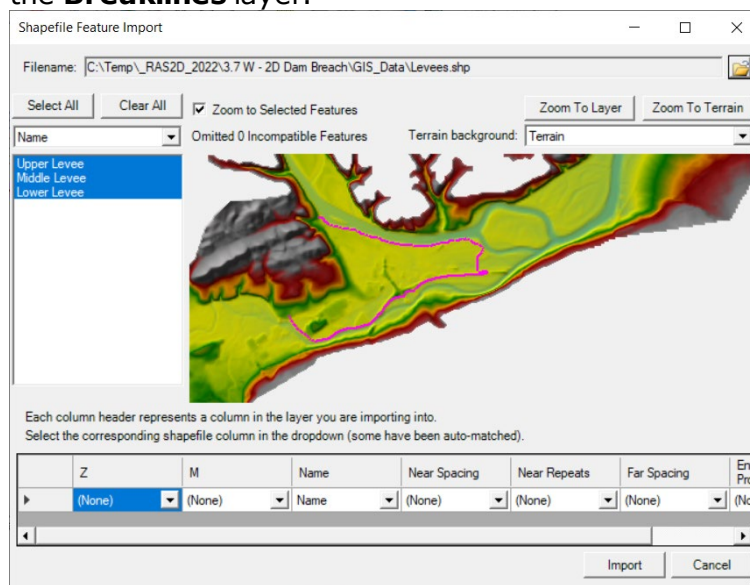 the Breaklines layer.
Shapefile Feature Import
Filename: C:\Temp\_RAS2D_2022\3.7 W - 2D Dam Breach\GIS_Data\Levees.shp
Select All Clear All Zoom to Selected Features Zoom To Layer Zoom To Terrain
Name Omitted 0 Incompatible Features Terrain background: Terrain
Upper Levee
Middle Levee
Lower Levee
Each column header represents a column in the layer you are importing into.
Select the corresponding shapefile column in the dropdown (some have been auto-matched).
Z M Name Near Spacing Near Repeats Far Spacing
(None) (None) Name (None) (None) (None)
Import Cancel